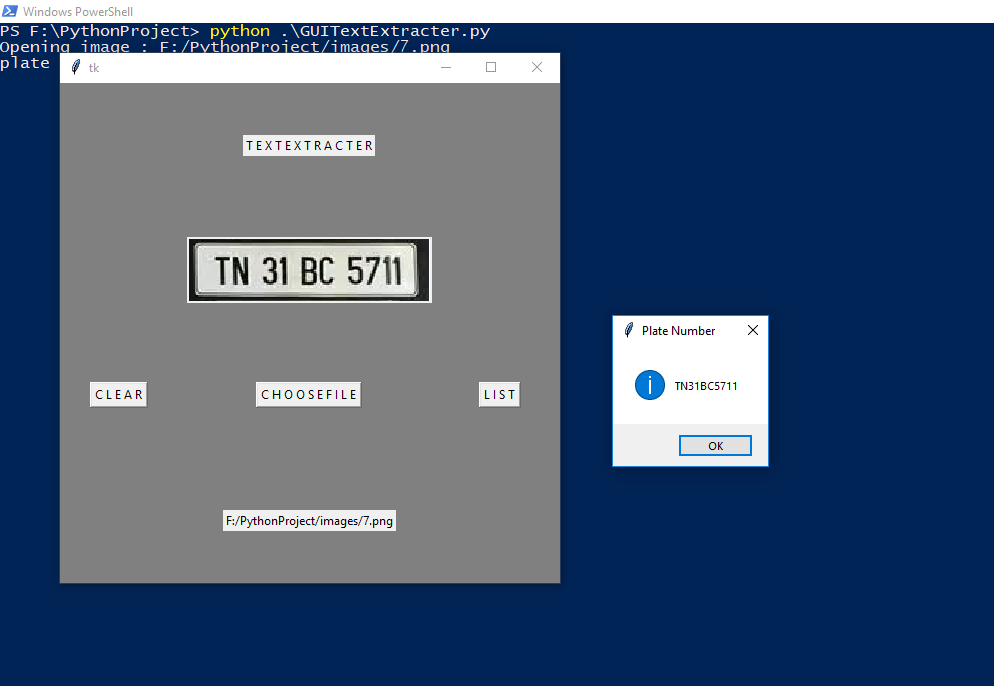 Windows PowerShell
PS F:\PythonProject> python .\GUITextExtracter.py
Opening image : F:/PythonProject/images/7.png
plate
tk
TEXTEXTRACTER
TN 31 BC 5711
CLEAR
CHOOSEFILE
LIST
F:/PythonProject/images/7.png
Plate Number
TN31BC5711
OK